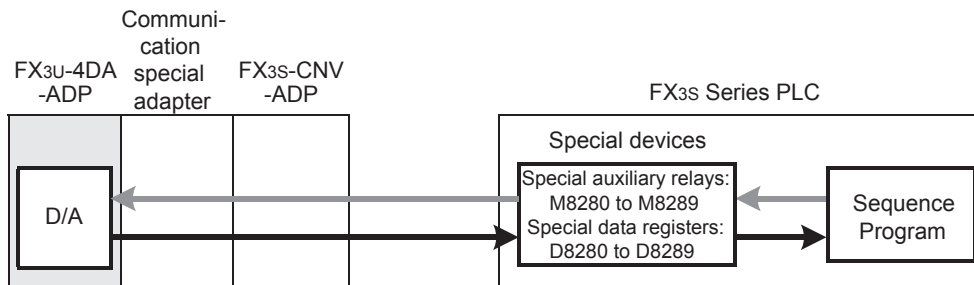 Communi-
cation
special
adapter
FX3U-4DA
-ADP
FX3S-CNV
-ADP
FX3S Series PLC
Special devices
D/A
Special auxiliary relays:
M8280 to M8289
Special data registers:
D8280 to D8289
Sequence
Program